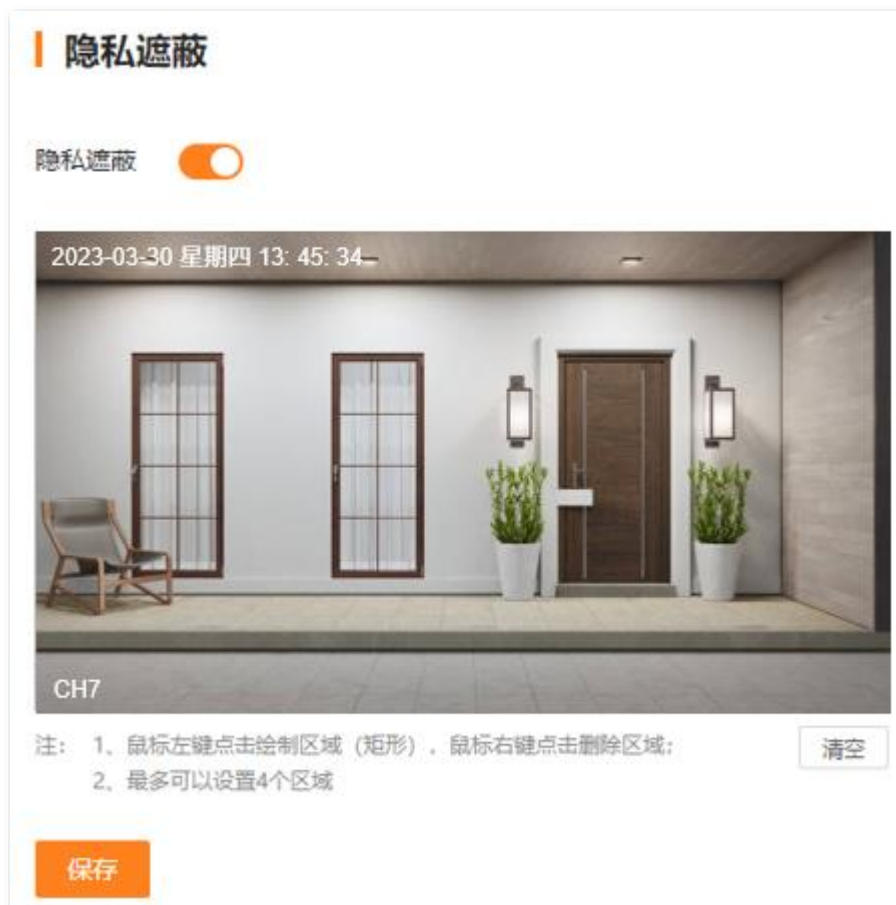 隐私遮蔽
隐私遮蔽
2023-03-30 星期四 13: 45: 34
CH7
注： 1、鼠标左键点击绘制区域（矩形）, 鼠标右键点击删除区域;
2、最多可以设置4个区域
清空
保存